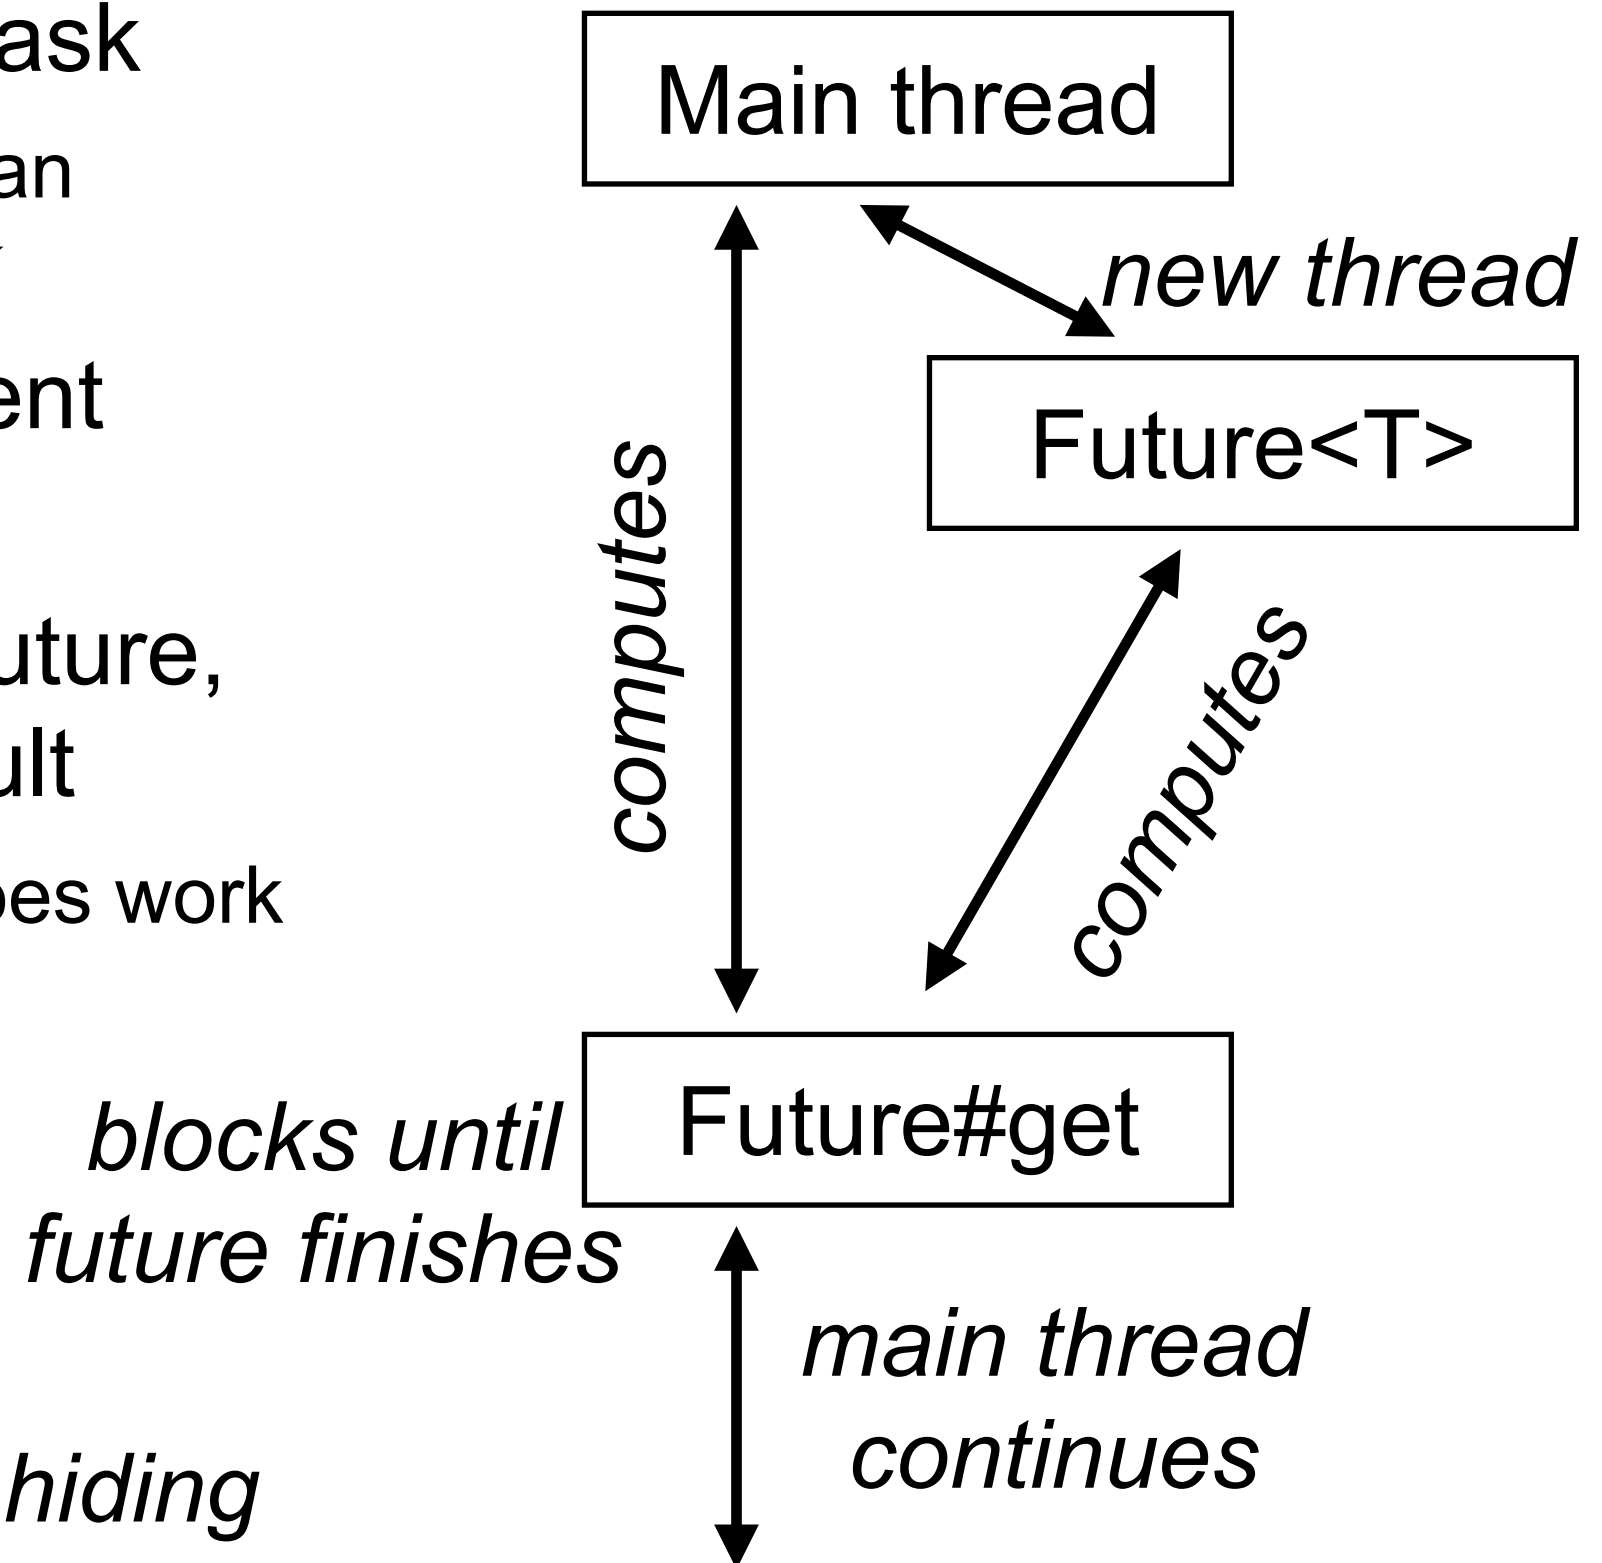 ask
an
ent
uture,
ult
oes work
Main thread
new thread
Future<T>
computes
computes
Future#get
blocks until
future finishes
main thread
continues
hiding